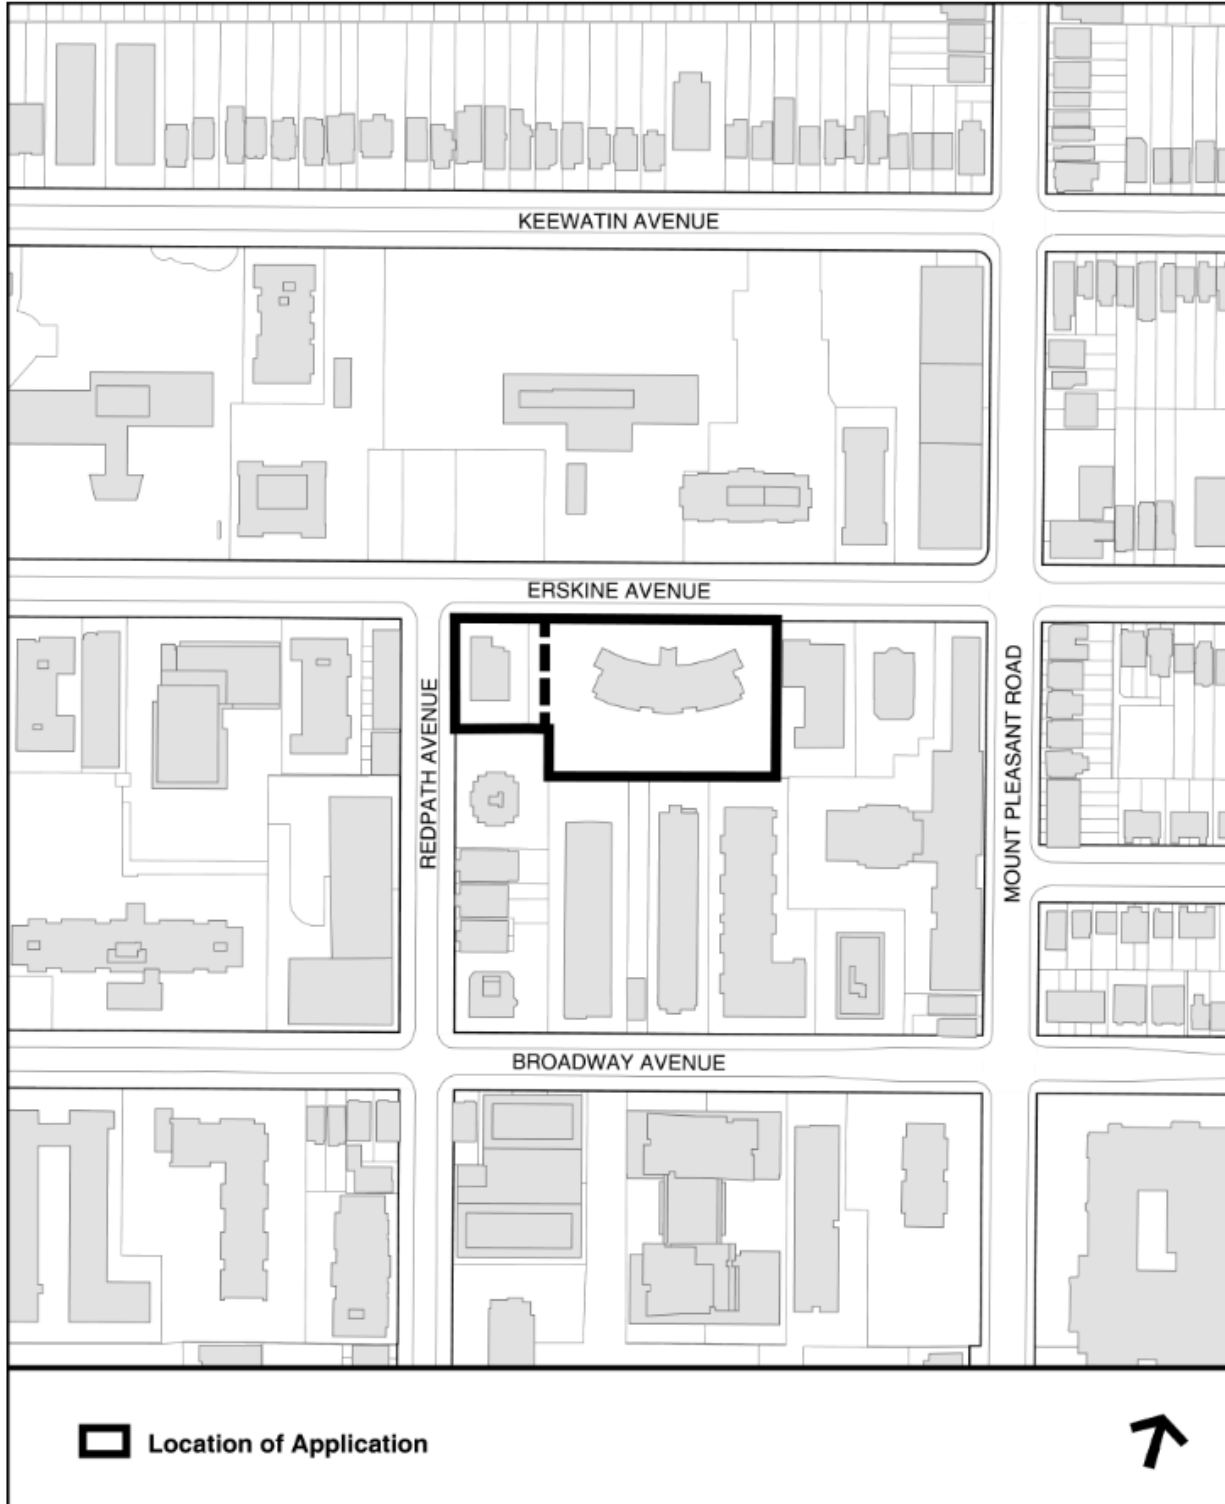 KEEWATIN AVENUE
ERSKINE AVENUE
REDPATH AVENUE
MOUNT PLEASANT ROAD
BROADWAY AVENUE
Location of Application